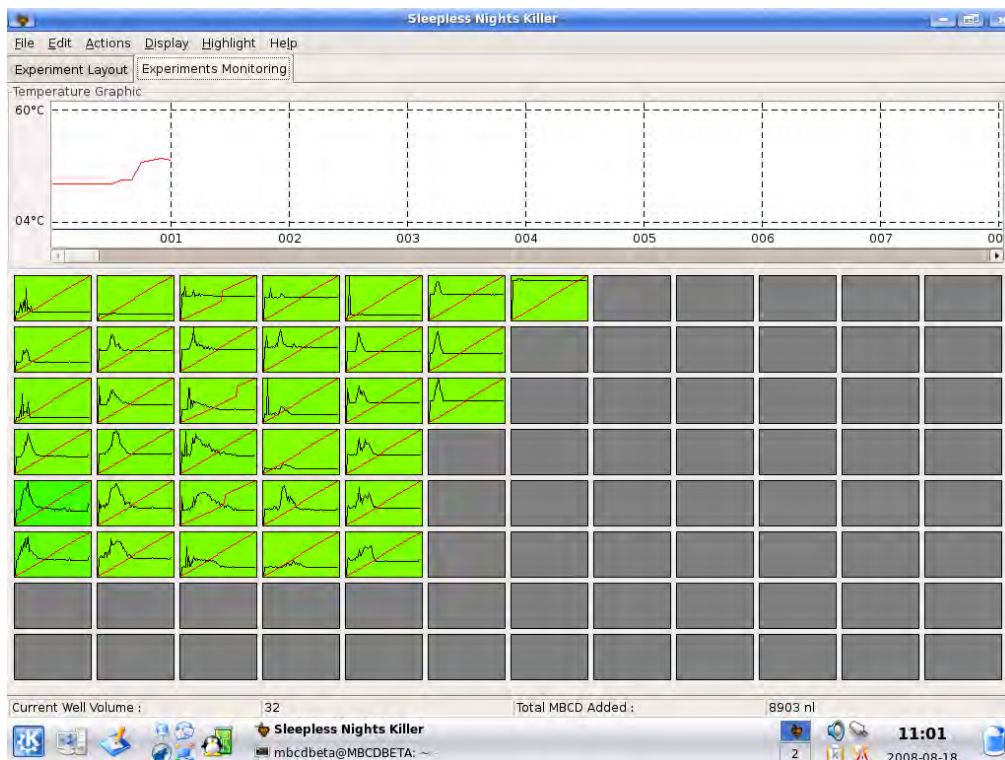 Sleepless Nights Killer
File Edit Actions Display Highlight Help
Experiment Layout Experiments Monitoring
Temperature Graphic
60°C
04°C
001 002 003 004 005 006 007 00
Current Well Volume : 32 Total MBCD Added : 8903 nl
Sleepless Nights Killer
mbcdbeta@MBCDBETA: ~
2
11:01
2008-08-18